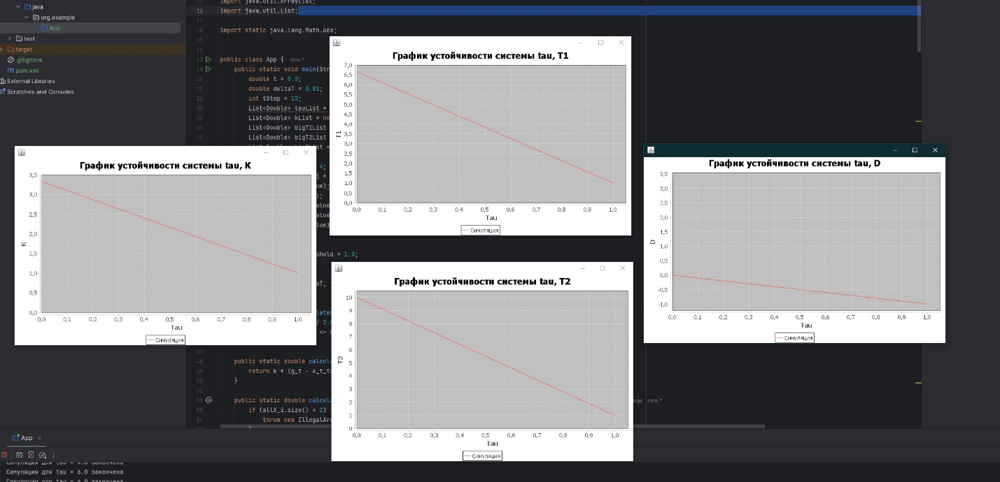 java
org.example
App
test
target
.gitignore
pom.xml
External Libraries
Scratches and Consoles
11 import java.util.ArrayList;
12 import java.util.List;
13
14 import static java.lang.Math.abs;
15
16
17 public class App { new *
18 public static void main(Str
19 double t = 0.0;
20 double deltaT = 0.01;
21 int tStop = 10;
22 List<Double> tauList =
23 List<Double> kList = ne
24 List<Double> bigT1List
25 List<Double> bigT2List
4;
i *
ue);
);
alue
alue
lue)
shold = 1.0;
aT,
later
/ 2.0
<= n
47
48 public static double calcul
49 return k * (g_t - x_t_ta
50 }
51
52 public static double calcul
age new *
53 if (allX_i.size() < 2)
54 throw new IllegalAr
График устойчивости системы tau, K
K
3,5
3,0
2,5
2,0
1,5
1,0
0,5
0,0
0,0 0,1 0,2 0,3 0,4 0,5 0,6 0,7 0,8 0,9 1,0
Tau
Симуляция
График устойчивости системы tau, T1
T1
7,0
6,5
6,0
5,5
5,0
4,5
4,0
3,5
3,0
2,5
2,0
1,5
1,0
0,5
0,0
0,0 0,1 0,2 0,3 0,4 0,5 0,6 0,7 0,8 0,9 1,0
Tau
Симуляция
График устойчивости системы tau, T2
T2
10
9
8
7
6
5
4
3
2
1
0
0,0 0,1 0,2 0,3 0,4 0,5 0,6 0,7 0,8 0,9 1,0
Tau
Симуляция
График устойчивости системы tau, D
D
3,5
3,0
2,5
2,0
1,5
1,0
0,5
0,0
-0,5
-1,0
0,0 0,1 0,2 0,3 0,4 0,5 0,6 0,7 0,8 0,9 1,0
Tau
Симуляция
App
Симуляция для tau = 4.0 закончена
Симуляция для tau = 6.0 закончена
Симуляция для tau = 6.0 закончена